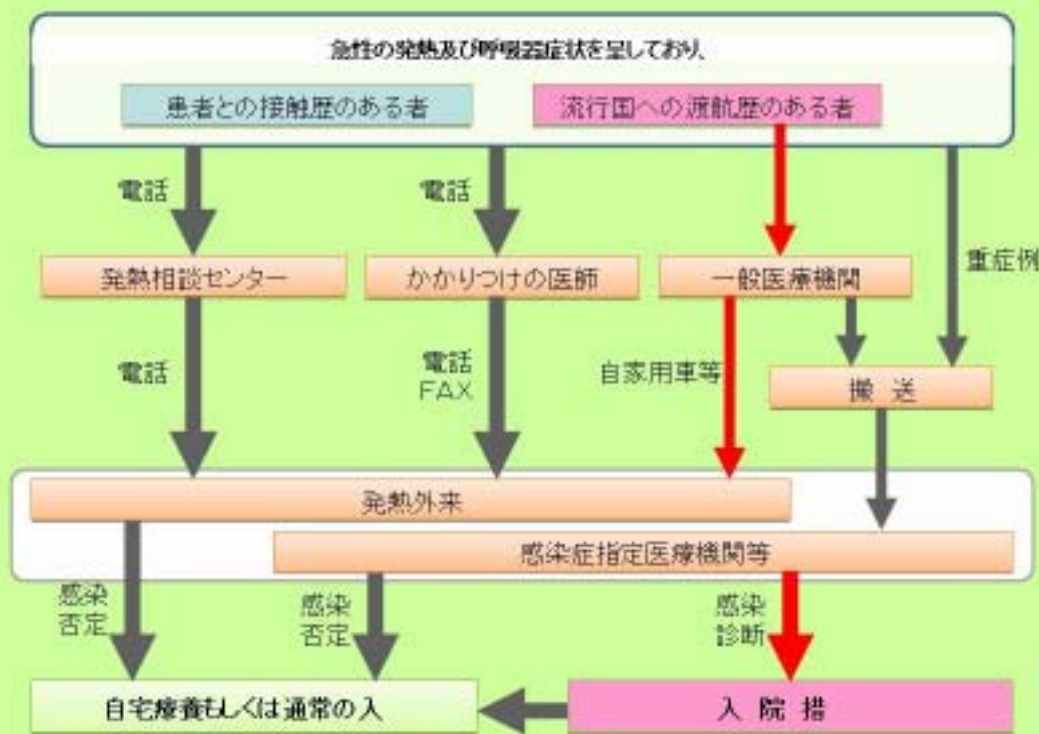 急性の発熱及び呼吸器症状を呈しており、
患者との接触歴のある者
流行国への渡航歴のある者
電話
電話
重症例
発熱相談センター
かかりつけの医師
一般医療機関
電話
電話
FAX
自家用車等
搬 送
発熱外来
感染症指定医療機関等
感染
否定
感染
否定
感染
診断
自宅療養もしくは通常の入
入 院 措